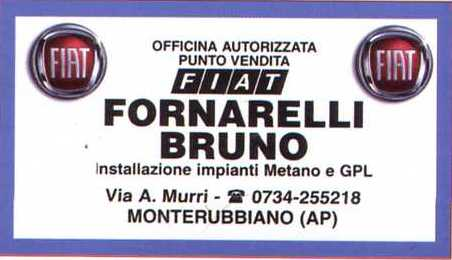 OFFICINA AUTORIZZATA
PUNTO VENDITA
FIAT FIAT FIAT
FORNARELLI
BRUNO
Installazione impianti Metano e GPL
Via A. Murri - ☎ 0734-255218
MONTERUBBIANO (AP)